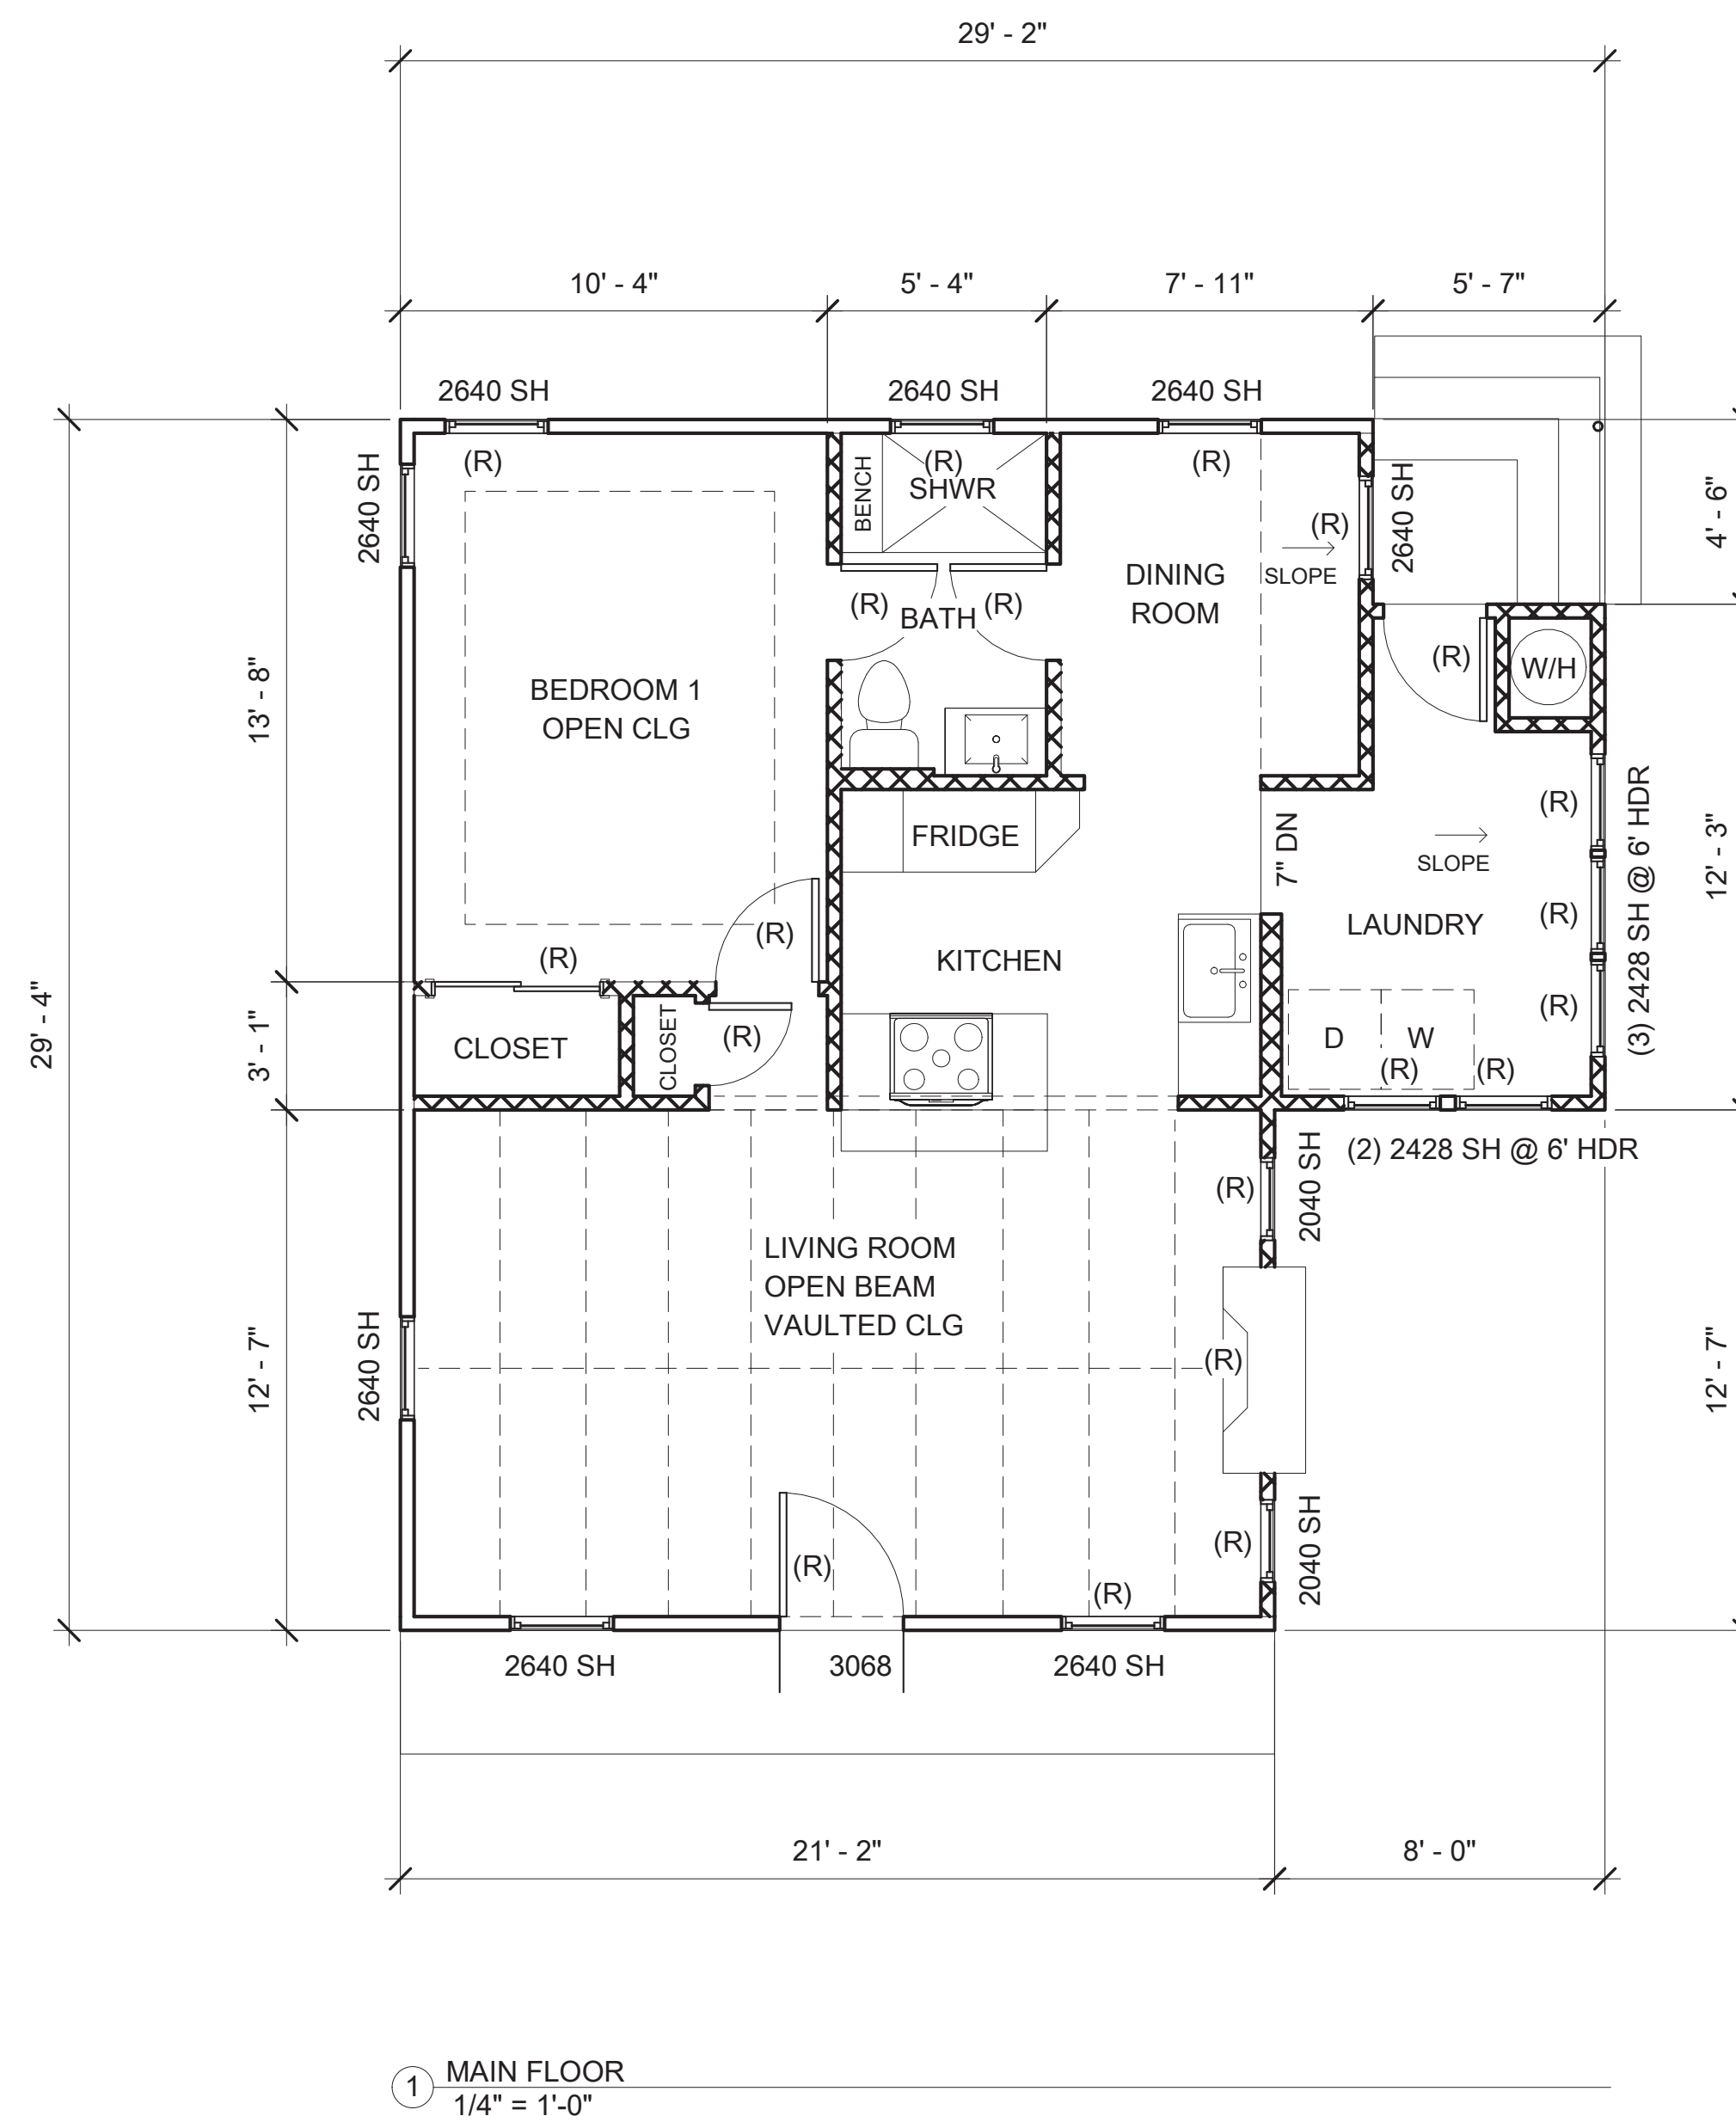 29' - 2"
10' - 4"
5' - 4"
7' - 11"
5' - 7"
2640 SH
2640 SH
2640 SH
2640 SH
(R)
BENCH
(R)
SHWR
(R)
(R)
SLOPE
2640 SH
4' - 6"
DINING
ROOM
(R)
BATH
(R)
13' - 8"
BEDROOM 1
OPEN CLG
(R)
W/H
FRIDGE
7" DN
SLOPE
(R)
(3) 2428 SH @ 6' HDR
12' - 3"
(R)
LAUNDRY
(R)
KITCHEN
(R)
29' - 4"
3' - 1"
CLOSET
CLOSET
(R)
D
W
(R)
(R)
(R)
(2) 2428 SH @ 6' HDR
(R)
2040 SH
LIVING ROOM
OPEN BEAM
VAULTED CLG
12' - 7"
2640 SH
(R)
12' - 7"
(R)
(R)
(R)
2040 SH
2640 SH
3068
2640 SH
21' - 2"
8' - 0"
1
MAIN FLOOR
1/4" = 1'-0"